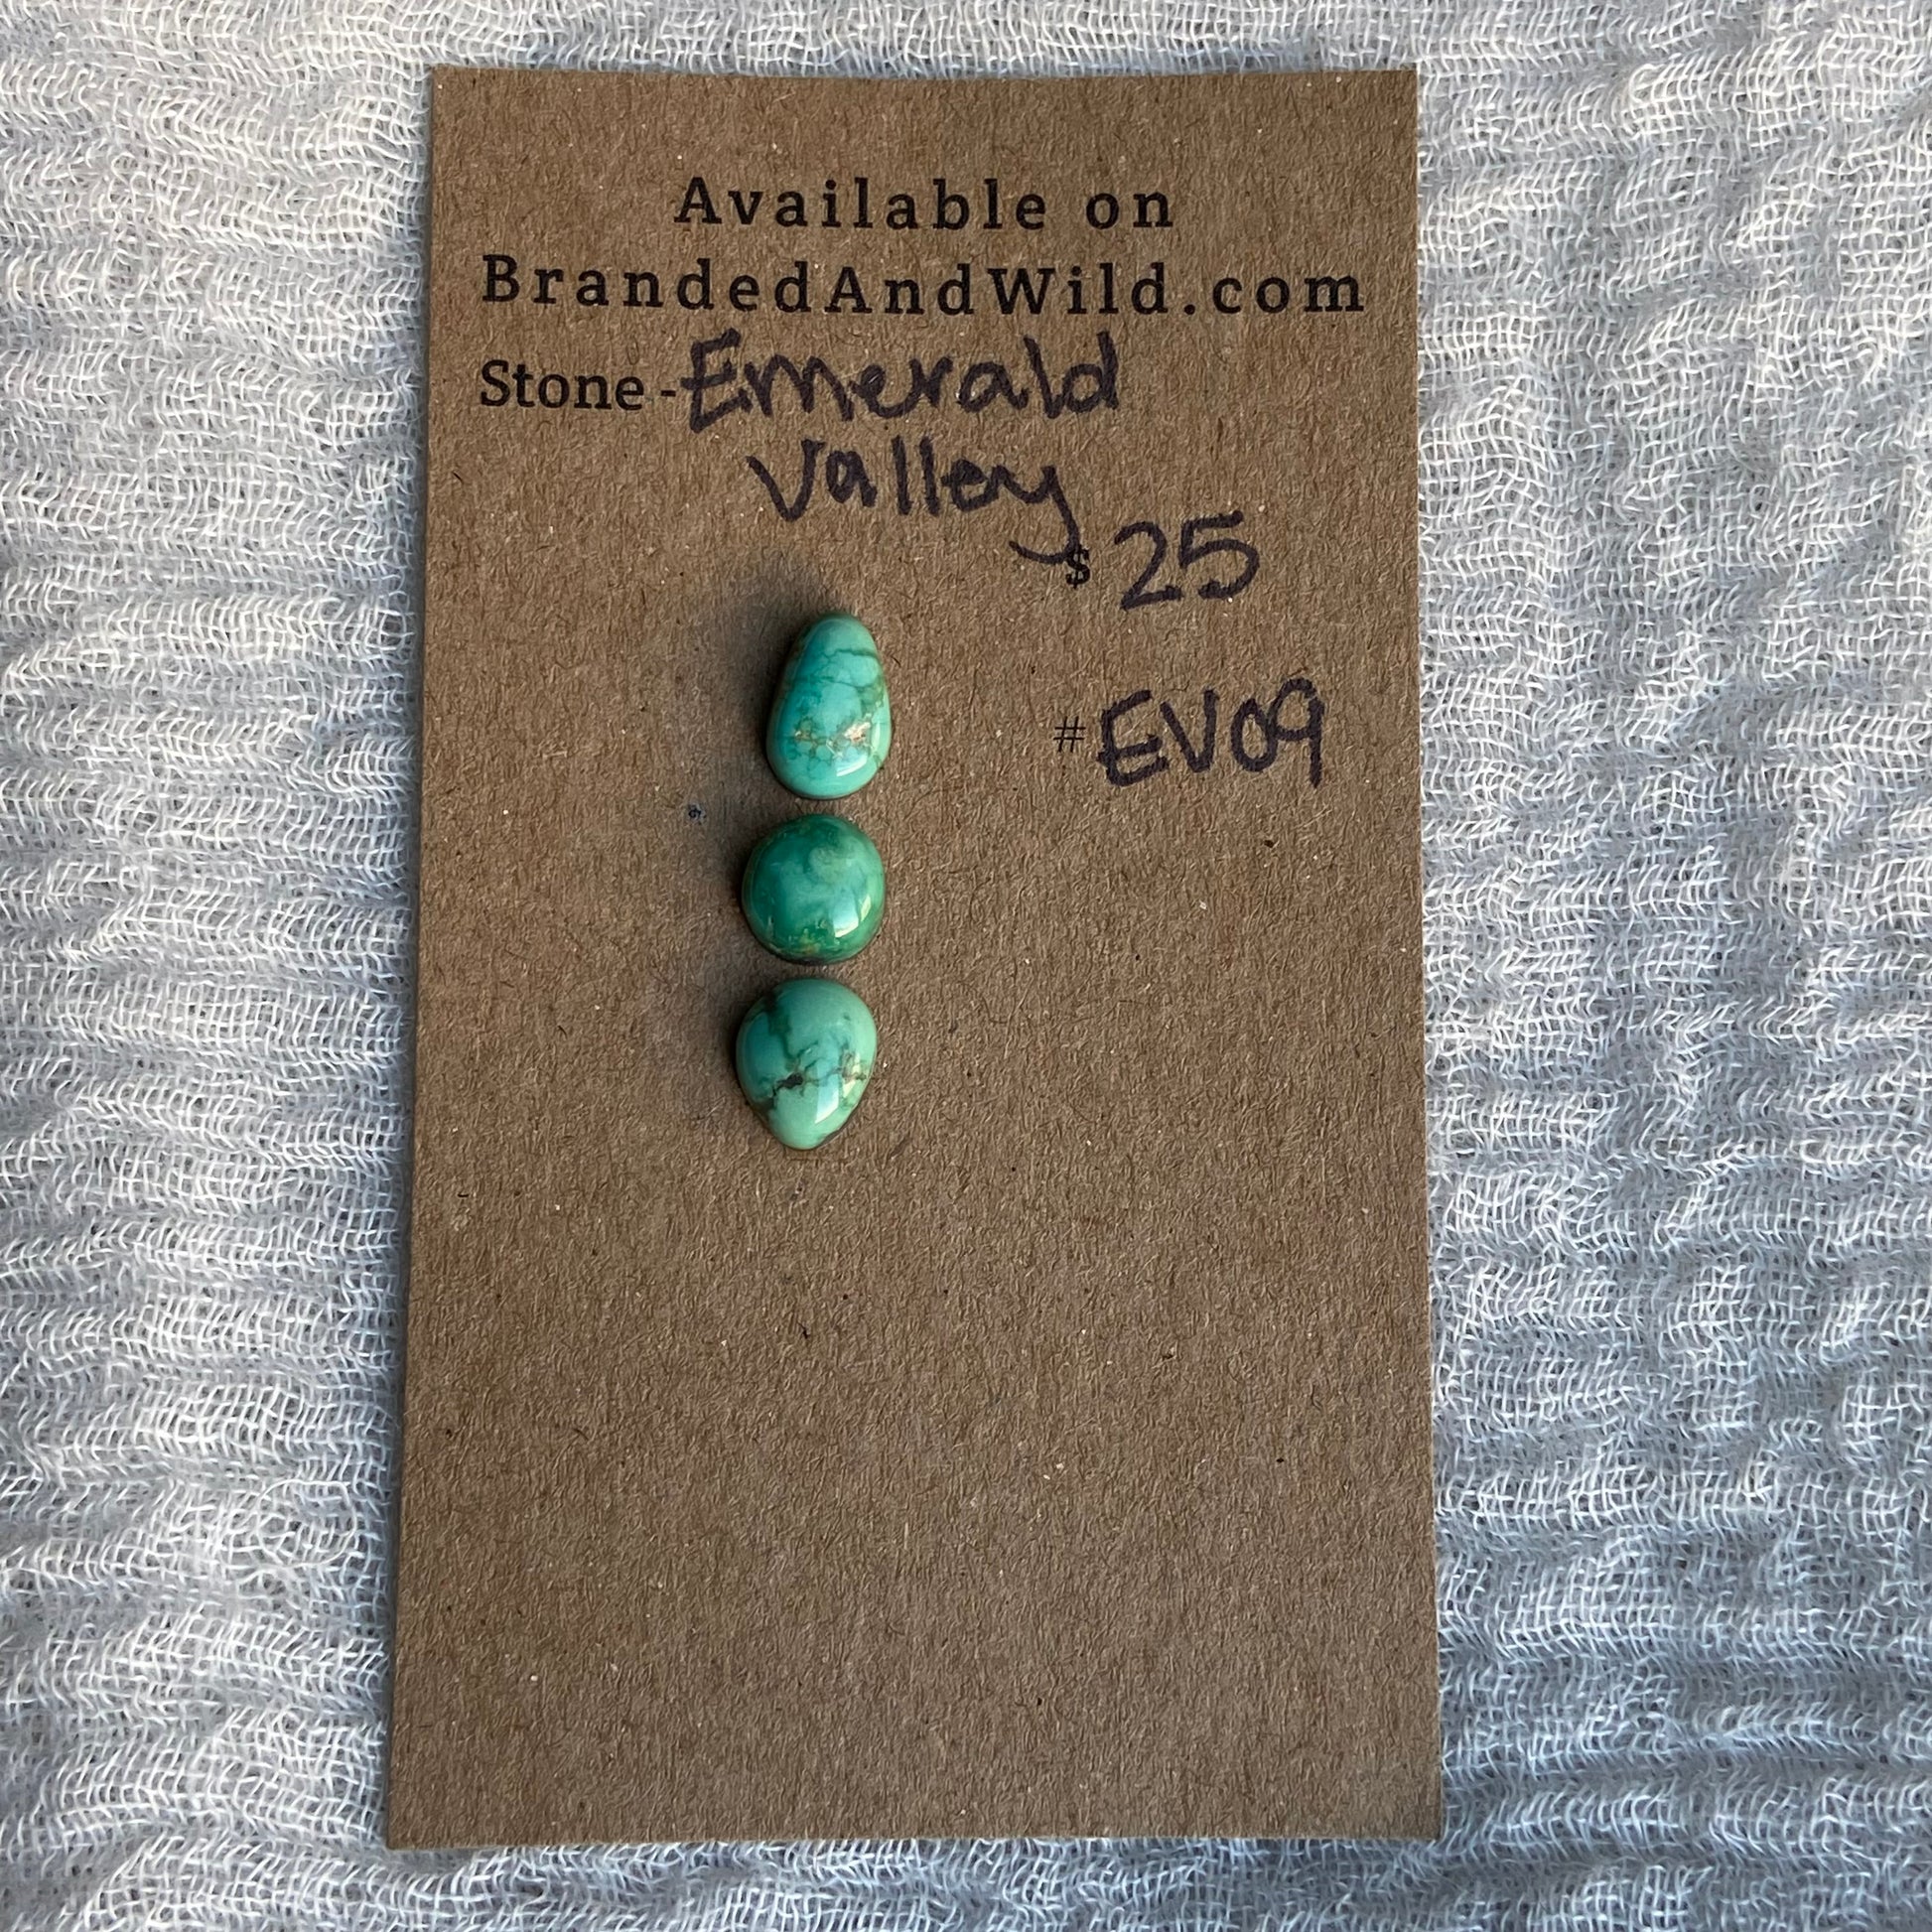 Available on
BrandedAndWild.com
Stone - Emerald
Valley
$ 25
# EV09